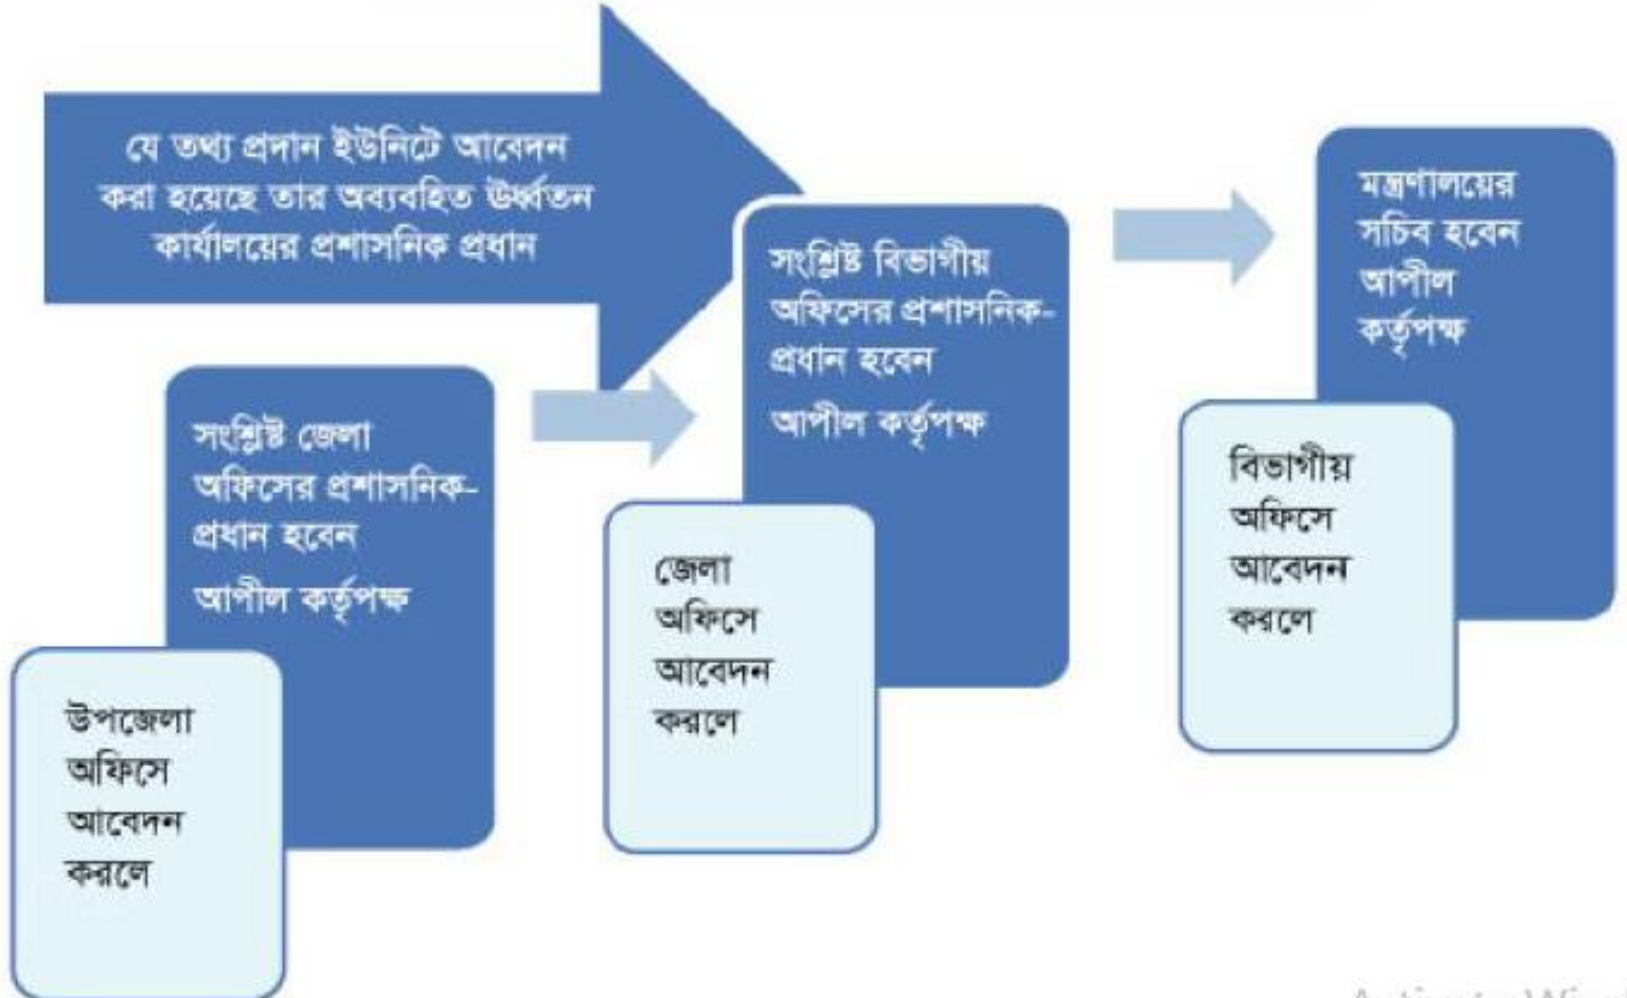 যে তথ্য প্রদান ইউনিটে আবেদন
করা হয়েছে তার অব্যবহিত ঊর্ধ্বতন
কার্যালয়ের প্রশাসনিক প্রধান
সংশ্লিষ্ট জেলা
অফিসের প্রশাসনিক-
প্রধান হবেন
আপীল কর্তৃপক্ষ
উপজেলা
অফিসে
আবেদন
করলে
সংশ্লিষ্ট বিভাগীয়
অফিসের প্রশাসনিক-
প্রধান হবেন
আপীল কর্তৃপক্ষ
জেলা
অফিসে
আবেদন
করলে
মন্ত্রণালয়ের
সচিব হবেন
আপীল
কর্তৃপক্ষ
বিভাগীয়
অফিসে
আবেদন
করলে